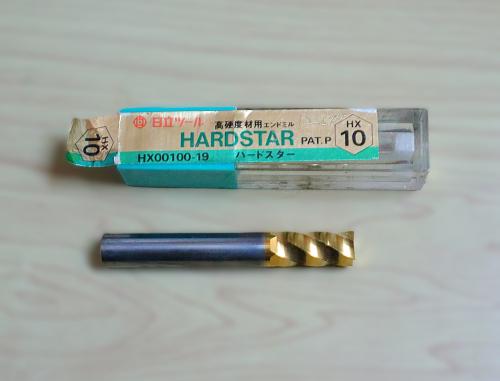 日立ツール
高硬度材用エンドミル
HARDSTAR PAT.P
HX00100-19 ハードスター
HX
10
HX
10